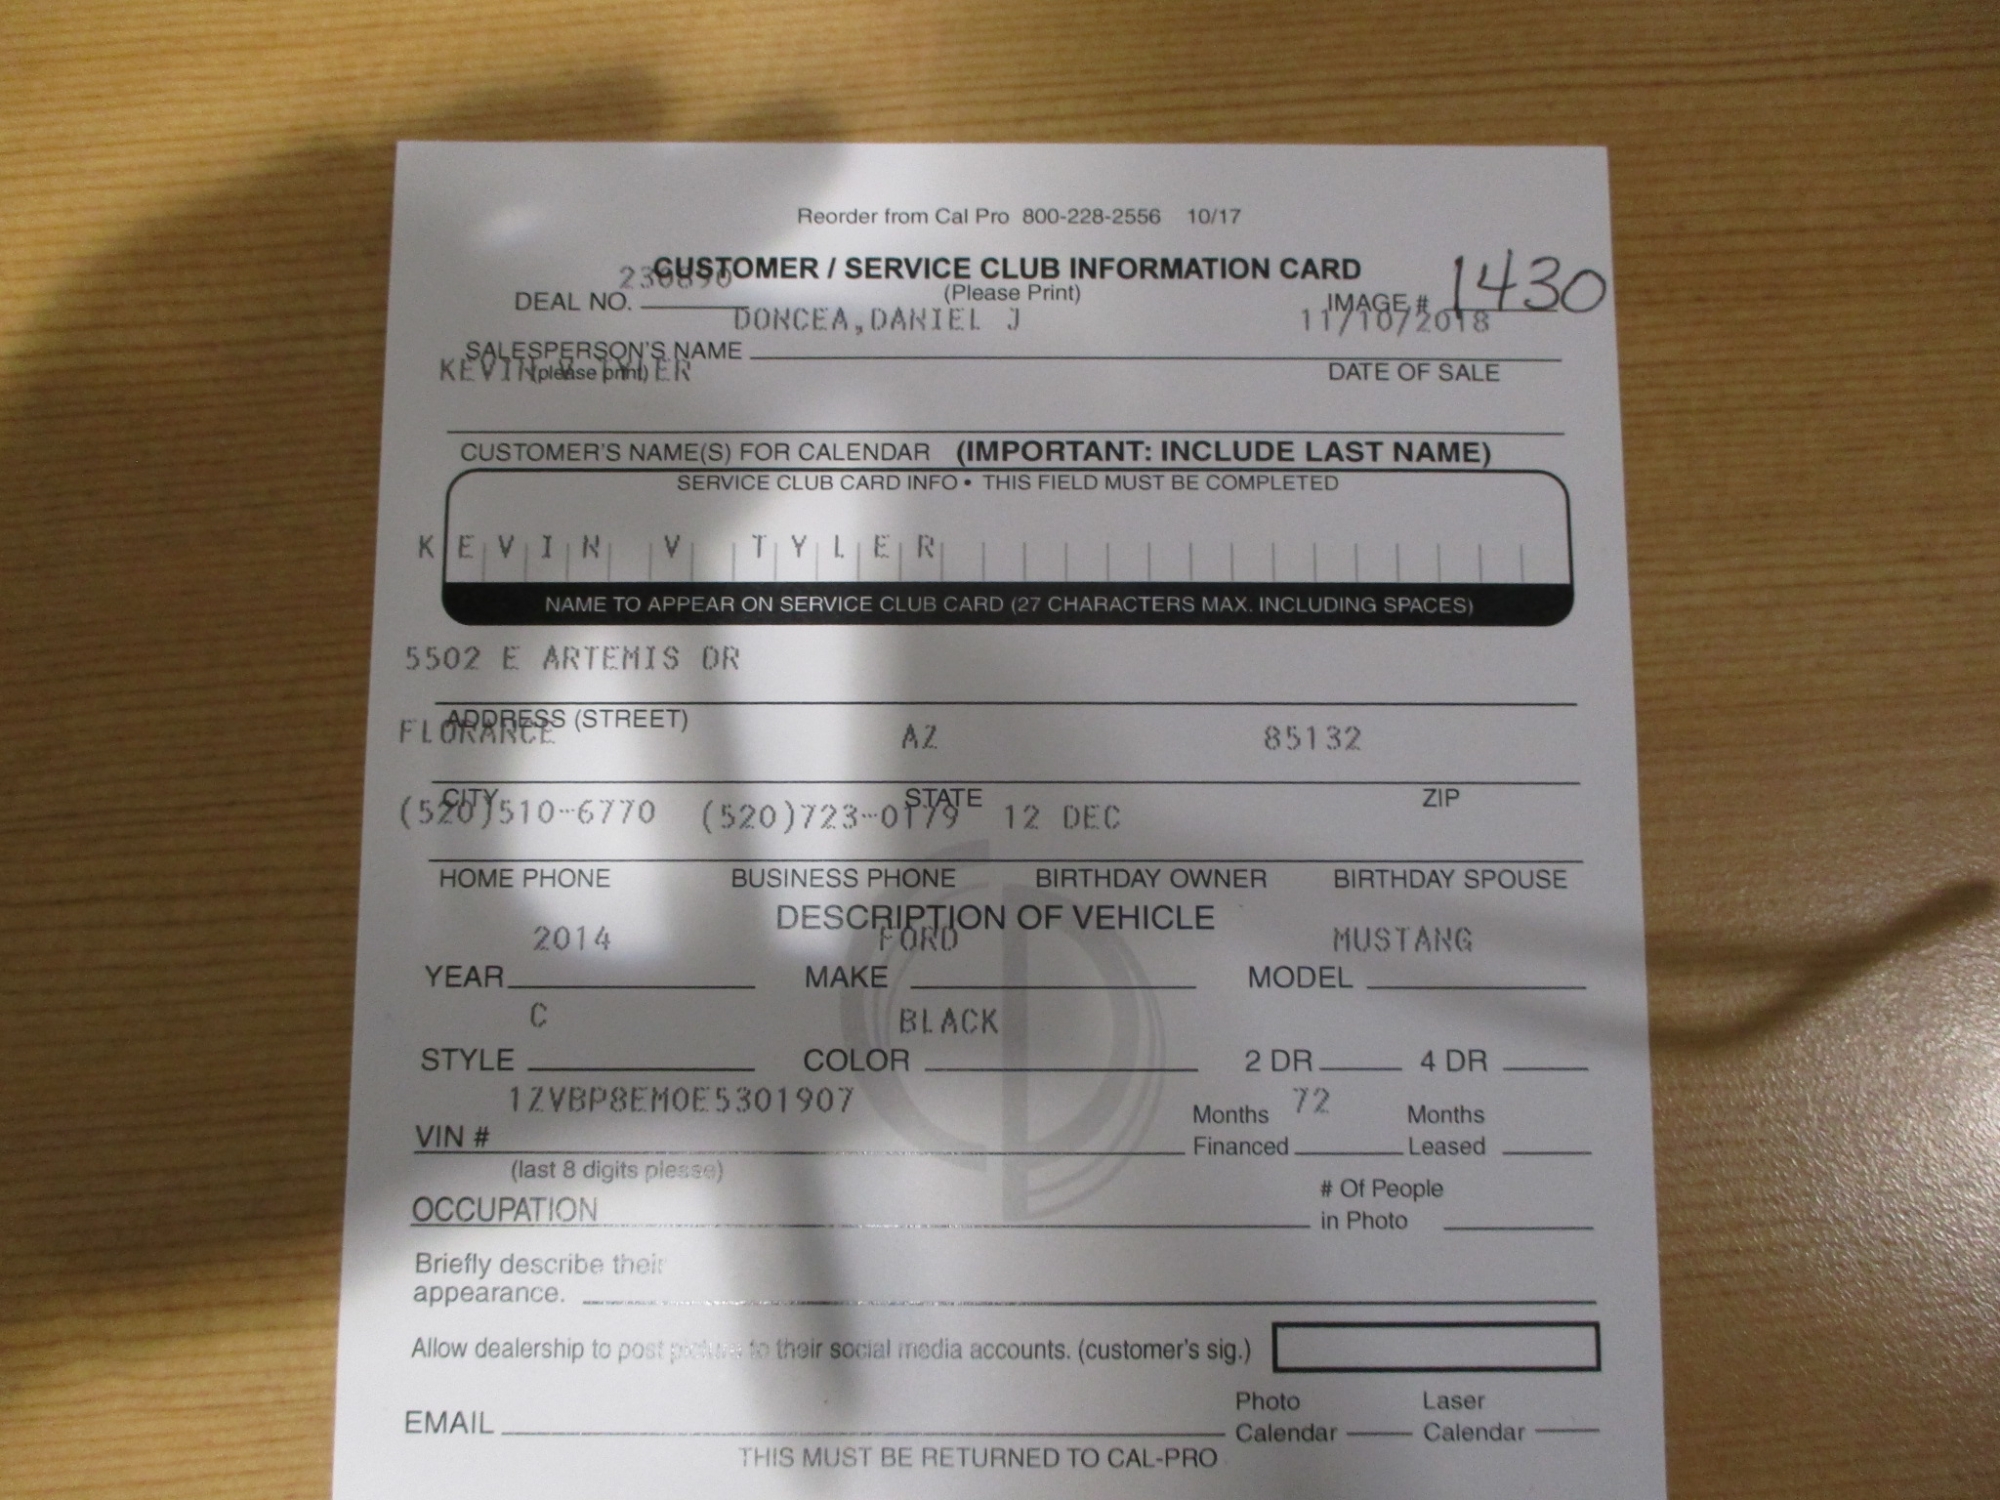 Reorder from Cal Pro 800-228-2556 10/17
CUSTOMER / SERVICE CLUB INFORMATION CARD
(Please Print)
DEAL NO. 230890
IMAGE # 1430
DONCEA,DANIEL J 11/10/2018
SALESPERSON'S NAME
(please print)
DATE OF SALE
KEVIN V TYLER
CUSTOMER'S NAME(S) FOR CALENDAR (IMPORTANT: INCLUDE LAST NAME)
SERVICE CLUB CARD INFO • THIS FIELD MUST BE COMPLETED
KEVIN V TYLER
NAME TO APPEAR ON SERVICE CLUB CARD (27 CHARACTERS MAX. INCLUDING SPACES)
5502 E ARTEMIS DR
ADDRESS (STREET)
FLORANCE AZ 85132
CITY STATE ZIP
(520)510-6770 (520)723-0179 12 DEC
HOME PHONE BUSINESS PHONE BIRTHDAY OWNER BIRTHDAY SPOUSE
DESCRIPTION OF VEHICLE
2014 FORD MUSTANG
YEAR MAKE MODEL
C BLACK
STYLE COLOR 2 DR 4 DR
1ZVBP8EM0E5301907 72
VIN # Months Financed Months Leased
(last 8 digits please)
OCCUPATION # Of People in Photo
Briefly describe their
appearance.
Allow dealership to post picture to their social media accounts. (customer's sig.)
EMAIL Photo Calendar Laser Calendar
THIS MUST BE RETURNED TO CAL-PRO